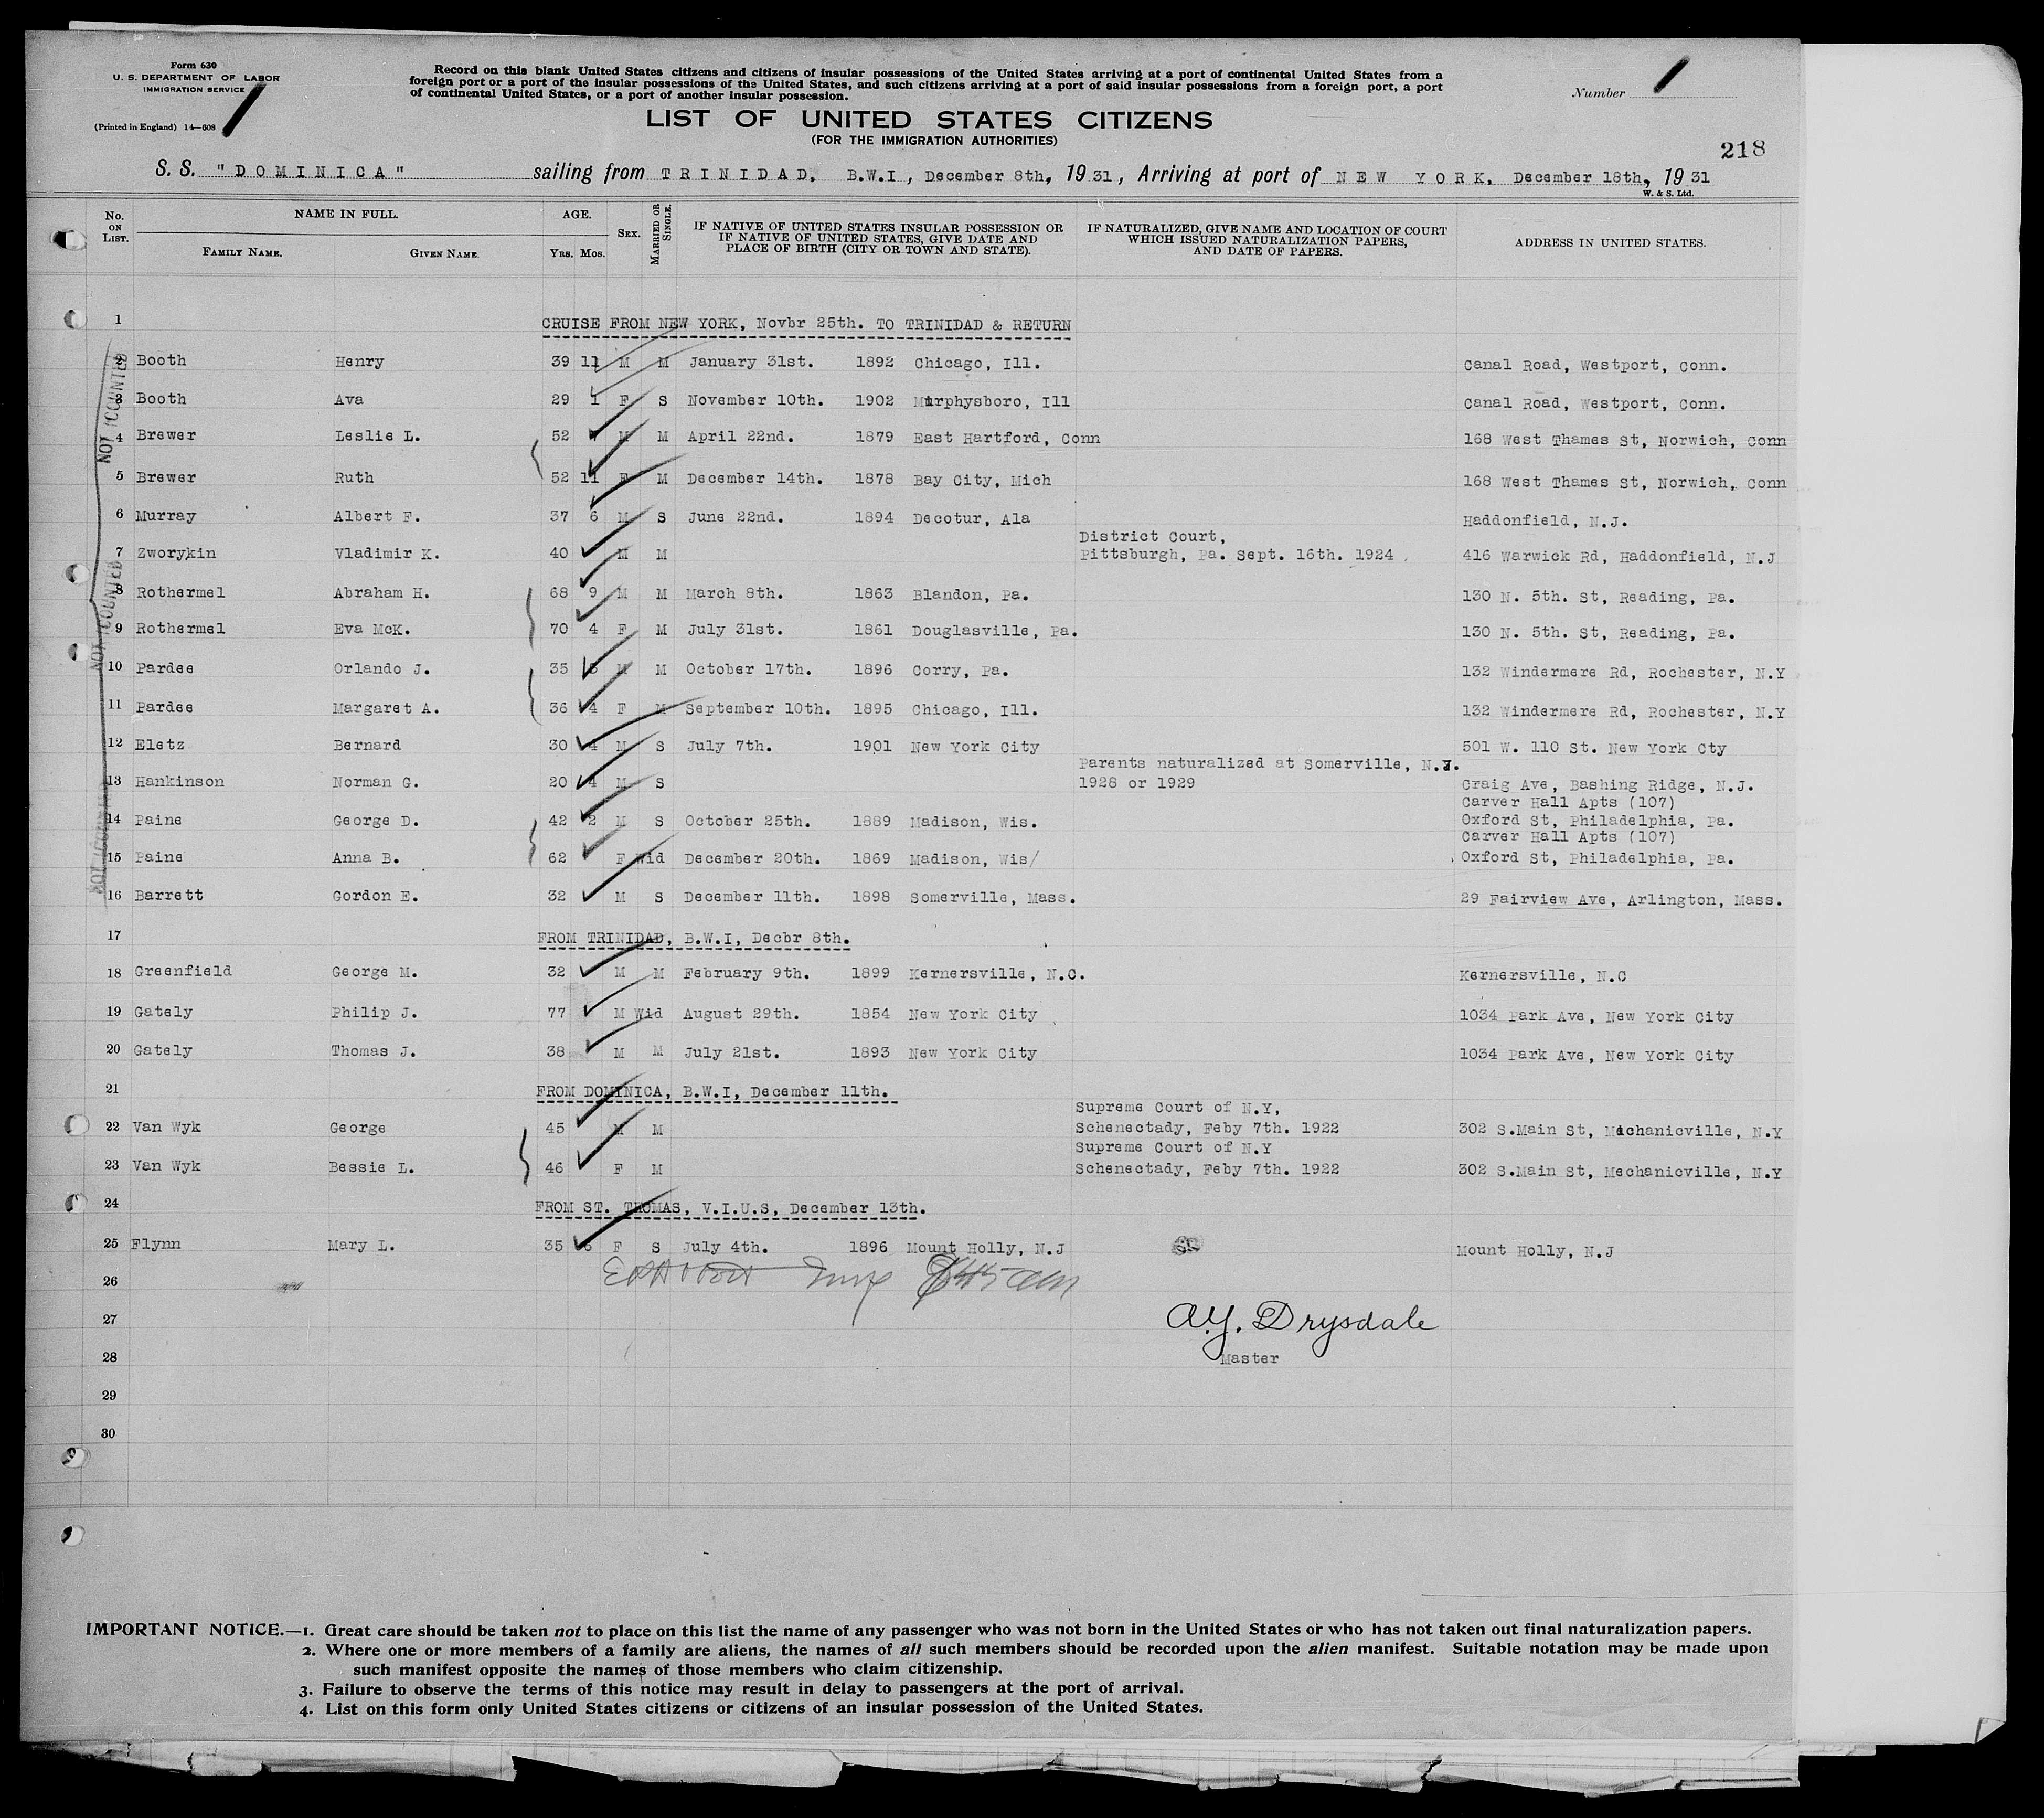 Form 630
U. S. DEPARTMENT OF LABOR
IMMIGRATION SERVICE
(Printed in England) 14—608
Record on this blank United States citizens and citizens of insular possessions of the United States arriving at a port of continental United States from a
foreign port or a port of the insular possessions of the United States, and such citizens arriving at a port of said insular possessions from a foreign port, a port
of continental United States, or a port of another insular possession.
Number
LIST OF UNITED STATES CITIZENS
(FOR THE IMMIGRATION AUTHORITIES)
218
S. S. "DOMINICA" sailing from TRINIDAD, B.W.I, December 8th, 19 31, Arriving at port of NEW YORK, December 18th, 19 31
W. & S. Ltd.
No. ON LIST. NAME IN FULL. FAMILY NAME. GIVEN NAME. AGE. YRS. MOS. SEX. MARRIED OR SINGLE. IF NATIVE OF UNITED STATES INSULAR POSSESSION OR IF NATIVE OF UNITED STATES, GIVE DATE AND PLACE OF BIRTH (CITY OR TOWN AND STATE). IF NATURALIZED, GIVE NAME AND LOCATION OF COURT WHICH ISSUED NATURALIZATION PAPERS, AND DATE OF PAPERS. ADDRESS IN UNITED STATES.
1 CRUISE FROM NEW YORK, Novbr 25th. TO TRINIDAD & RETURN
2 Booth Henry 39 11 M M January 31st. 1892 Chicago, Ill. Canal Road, Westport, Conn.
3 Booth Ava 29 1 F S November 10th. 1902 Murphysboro, Ill Canal Road, Westport, Conn.
4 Brewer Leslie L. 52 M M April 22nd. 1879 East Hartford, Conn 168 West Thames St, Norwich, Conn
5 Brewer Ruth 52 11 F M December 14th. 1878 Bay City, Mich 168 West Thames St, Norwich, Conn
6 Murray Albert F. 37 6 M S June 22nd. 1894 Decotur, Ala Haddonfield, N.J.
District Court,
7 Zworykin Vladimir K. 40 M M Pittsburgh, Pa. Sept. 16th. 1924 416 Warwick Rd, Haddonfield, N.J
8 Rothermel Abraham H. 68 9 M M March 8th. 1863 Blandon, Pa. 130 N. 5th. St, Reading, Pa.
9 Rothermel Eva McK. 70 4 F M July 31st. 1861 Douglasville, Pa. 130 N. 5th. St, Reading, Pa.
10 Pardee Orlando J. 35 M M October 17th. 1896 Corry, Pa. 132 Windermere Rd, Rochester, N.Y
11 Pardee Margaret A. 36 4 F M September 10th. 1895 Chicago, Ill. 132 Windermere Rd, Rochester, N.Y
12 Eletz Bernard 30 4 M S July 7th. 1901 New York City 501 W. 110 St. New York Cty
Parents naturalized at Somerville, N.J.
13 Hankinson Norman G. 20 4 M S 1928 or 1929 Craig Ave, Bashing Ridge, N.J.
Carver Hall Apts (107)
14 Paine George D. 42 2 M S October 25th. 1889 Madison, Wis. Oxford St, Philadelphia, Pa.
Carver Hall Apts (107)
15 Paine Anna B. 62 F Wid December 20th. 1869 Madison, Wis/ Oxford St, Philadelphia, Pa.
16 Barrett Gordon E. 32 M S December 11th. 1898 Somerville, Mass. 29 Fairview Ave, Arlington, Mass.
17 FROM TRINIDAD, B.W.I, Decbr 8th.
18 Greenfield George M. 32 M M February 9th. 1899 Kernersville, N.C. Kernersville, N.C
19 Gately Philip J. 77 M Wid August 29th. 1854 New York City 1034 Park Ave, New York City
20 Gately Thomas J. 38 M M July 21st. 1893 New York City 1034 Park Ave, New York City
21 FROM DOMINICA, B.W.I, December 11th.
Supreme Court of N.Y,
22 Van Wyk George 45 M M Schenectady, Feby 7th. 1922 302 S.Main St, Mechanicville, N.Y
Supreme Court of N.Y
23 Van Wyk Bessie L. 46 F M Schenectady, Feby 7th. 1922 302 S.Main St, Mechanicville, N.Y
24 FROM ST. THOMAS, V.I.U.S, December 13th.
25 Flynn Mary L. 35 F S July 4th. 1896 Mount Holly, N.J Mount Holly, N.J
26
27 A.Y. Drysdale
28 Master
29
30
NOT COUNTED
NOT COUNTED
NOT COUNTED
IMPORTANT NOTICE.—1. Great care should be taken not to place on this list the name of any passenger who was not born in the United States or who has not taken out final naturalization papers.
2. Where one or more members of a family are aliens, the names of all such members should be recorded upon the alien manifest. Suitable notation may be made upon
such manifest opposite the names of those members who claim citizenship.
3. Failure to observe the terms of this notice may result in delay to passengers at the port of arrival.
4. List on this form only United States citizens or citizens of an insular possession of the United States.